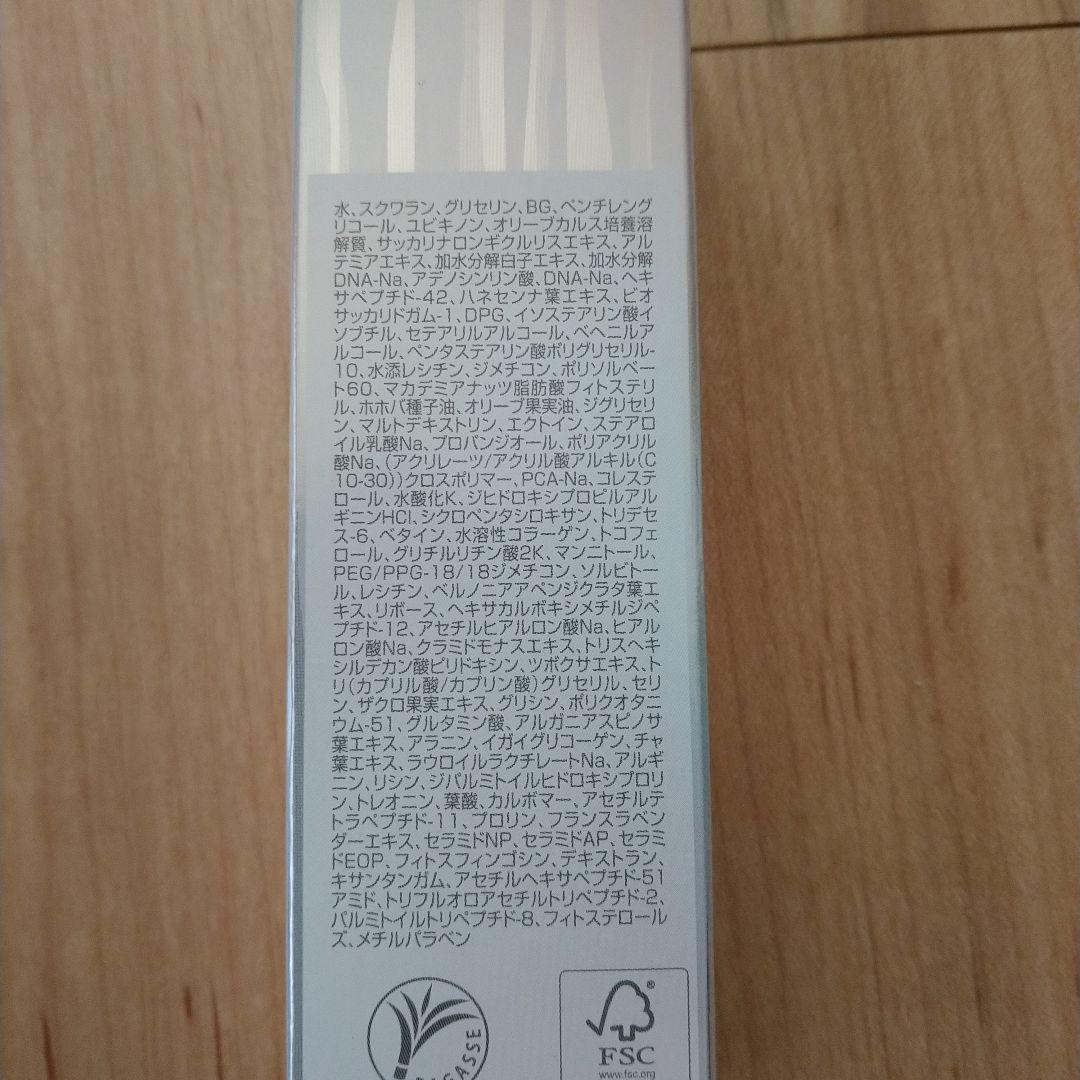 水、スクワラン、グリセリン、BG、ペンチレング
リコール、ユビキノン、オリーブカルス培養溶
解質、サッカリナロンギクルリスエキス、アル
テミアエキス、加水分解白子エキス、加水分解
DNA-Na、アデノシンリン酸、DNA-Na、ヘキ
サペプチド-42、ハネセンナ葉エキス、ビオ
サッカリドガム-1、DPG、イソステアリン酸イ
ソブチル、セテアリルアルコール、ベヘニルア
ルコール、ペンタステアリン酸ポリグリセリル-
10、水添レシチン、ジメチコン、ポリソルベー
ト60、マカデミアナッツ脂肪酸フィトステリ
ル、ホホバ種子油、オリーブ果実油、ジグリセリ
ン、マルトデキストリン、エクトイン、ステアロ
イル乳酸Na、プロパンジオール、ポリアクリル
酸Na、(アクリレーツ/アクリル酸アルキル(C
10-30))クロスポリマー、PCA-Na、コレステ
ロール、水酸化K、ジヒドロキシプロピルアル
ギニンHCl、シクロペンタシロキサン、トリデセ
ス-6、ベタイン、水溶性コラーゲン、トコフェ
ロール、グリチルリチン酸2K、マンニトール、
PEG/PPG-18/18ジメチコン、ソルビトー
ル、レシチン、ベルノニアアペンジクラタ葉エ
キス、リボース、ヘキサカルボキシメチルジペ
プチド-12、アセチルヒアルロン酸Na、ヒアル
ロン酸Na、クラミドモナスエキス、トリスヘキ
シルデカン酸ピリドキシン、ツボクサエキス、ト
リ(カプリル酸/カプリン酸)グリセリル、セリ
ン、ザクロ果実エキス、グリシン、ポリクオタニ
ウム-51、グルタミン酸、アルガニアスピノサ
葉エキス、アラニン、イガイグリコーゲン、チャ
葉エキス、ラウロイルラクチレートNa、アルギ
ニン、リシン、ジパルミトイルヒドロキシプロリ
ン、トレオニン、葉酸、カルボマー、アセチルテ
トラペプチド-11、プロリン、フランスラベン
ダーエキス、セラミドNP、セラミドAP、セラミ
ドEOP、フィトスフィンゴシン、デキストラン、
キサンタンガム、アセチルヘキサペプチド-51
アミド、トリフルオロアセチルトリペプチド-2、
パルミトイルトリペプチド-8、フィトステロール
ズ、メチルパラベン
FSC
www.fsc.org